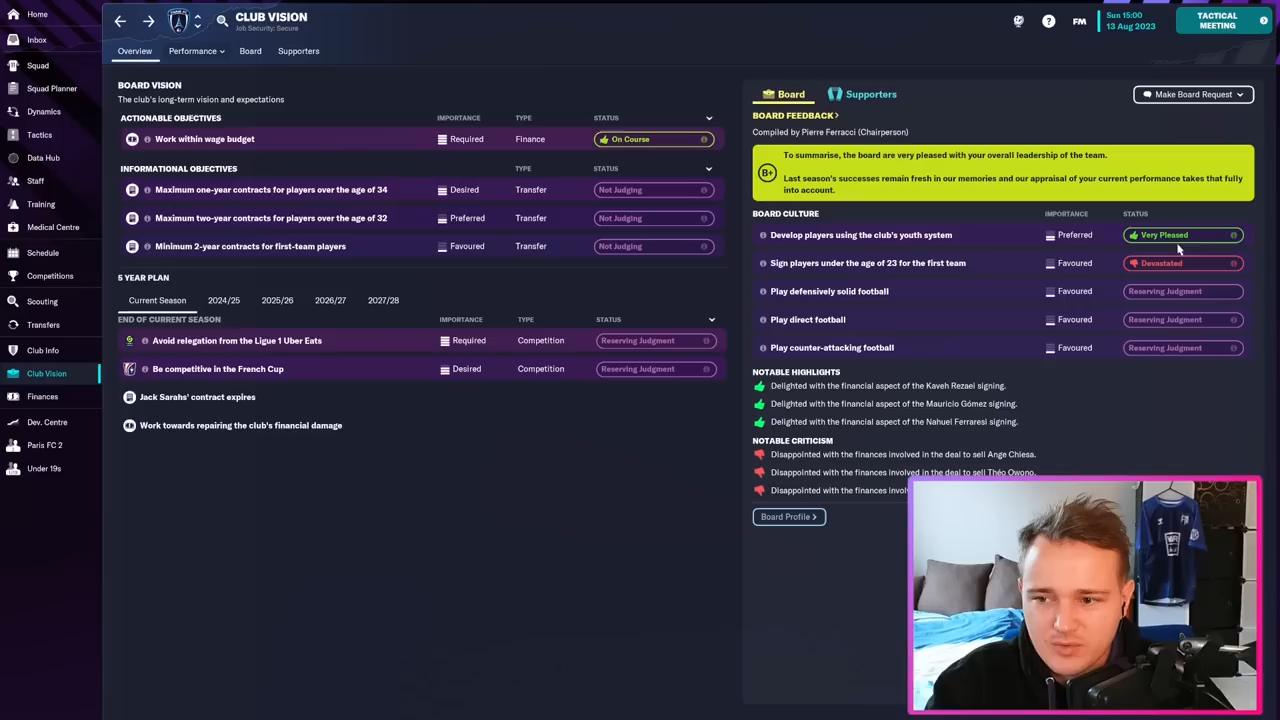 Home
Inbox
Squad
Squad Planner
Dynamics
Tactics
Data Hub
Staff
Training
Medical Centre
Schedule
Competitions
Scouting
Transfers
Club Info
Club Vision
Finances
Dev. Centre
Paris FC 2
Under 19s
CLUB VISION
Job Security: Secure
FM
Sun 15:00
13 Aug 2023
TACTICAL
MEETING
Overview Performance Board Supporters
BOARD VISION
The club's long-term vision and expectations
ACTIONABLE OBJECTIVES IMPORTANCE TYPE STATUS
Work within wage budget Required Finance On Course
INFORMATIONAL OBJECTIVES IMPORTANCE TYPE STATUS
Maximum one-year contracts for players over the age of 34 Desired Transfer Not Judging
Maximum two-year contracts for players over the age of 32 Preferred Transfer Not Judging
Minimum 2-year contracts for first-team players Favoured Transfer Not Judging
5 YEAR PLAN
Current Season 2024/25 2025/26 2026/27 2027/28
END OF CURRENT SEASON IMPORTANCE TYPE STATUS
Avoid relegation from the Ligue 1 Uber Eats Required Competition Reserving Judgment
Be competitive in the French Cup Desired Competition Reserving Judgment
Jack Sarahs' contract expires
Work towards repairing the club's financial damage
Board Supporters Make Board Request
BOARD FEEDBACK>
Compiled by Pierre Ferracci (Chairperson)
B+
To summarise, the board are very pleased with your overall leadership of the team.
Last season's successes remain fresh in our memories and our appraisal of your current performance takes that fully
into account.
BOARD CULTURE IMPORTANCE STATUS
Develop players using the club's youth system Preferred Very Pleased
Sign players under the age of 23 for the first team Favoured Devastated
Play defensively solid football Favoured Reserving Judgment
Play direct football Favoured Reserving Judgment
Play counter-attacking football Favoured Reserving Judgment
NOTABLE HIGHLIGHTS
Delighted with the financial aspect of the Kaveh Rezaei signing.
Delighted with the financial aspect of the Mauricio Gómez signing.
Delighted with the financial aspect of the Nahuel Ferraresi signing.
NOTABLE CRITICISM
Disappointed with the finances involved in the deal to sell Ange Chiesa.
Disappointed with the finances involved in the deal to sell Théo Owono.
Disappointed with the finances
Board Profile >